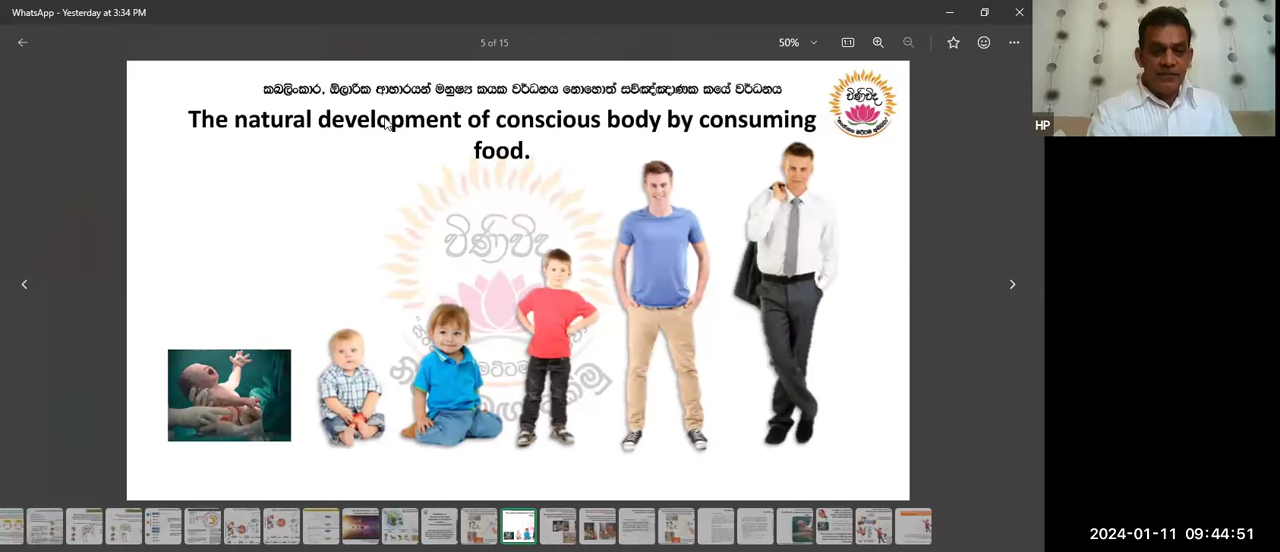 WhatsApp - Yesterday at 3:34 PM
5 of 15
50%
කබලිංකාර, ඕලාරික ආහාරයන් මනුෂ්‍ය කයක වර්ධනය නොහොත් සවිඤ්ඤාණක කයේ වර්ධනය
The natural development of conscious body by consuming
food.
විණිවිද
විණිවිද
HP
2024-01-11 09:44:51